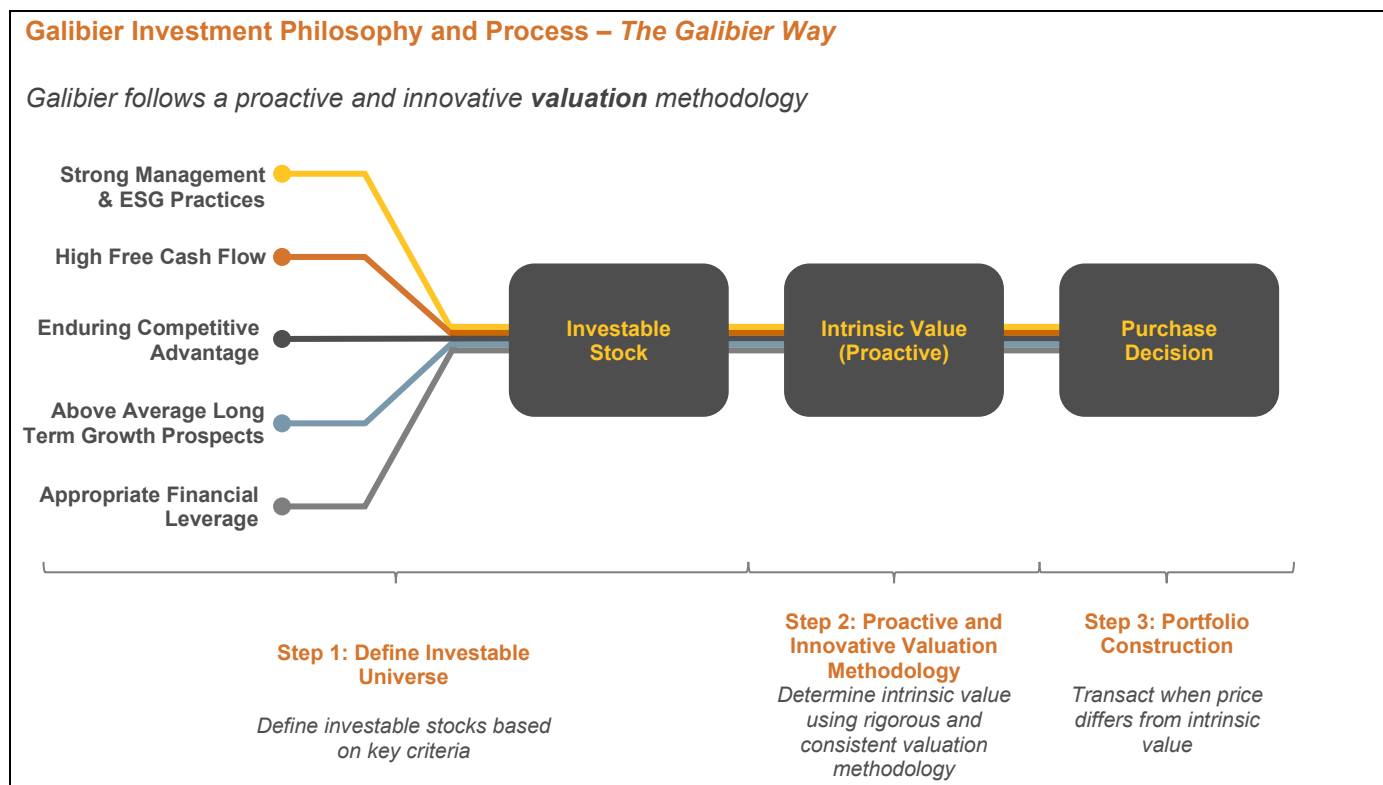 Galibier Investment Philosophy and Process – The Galibier Way
Galibier follows a proactive and innovative valuation methodology
Strong Management
& ESG Practices
High Free Cash Flow
Enduring Competitive
Advantage
Above Average Long
Term Growth Prospects
Appropriate Financial
Leverage
Investable
Stock
Intrinsic Value
(Proactive)
Purchase
Decision
Step 1: Define Investable
Universe
Define investable stocks based
on key criteria
Step 2: Proactive and
Innovative Valuation
Methodology
Determine intrinsic value
using rigorous and
consistent valuation
methodology
Step 3: Portfolio
Construction
Transact when price
differs from intrinsic
value